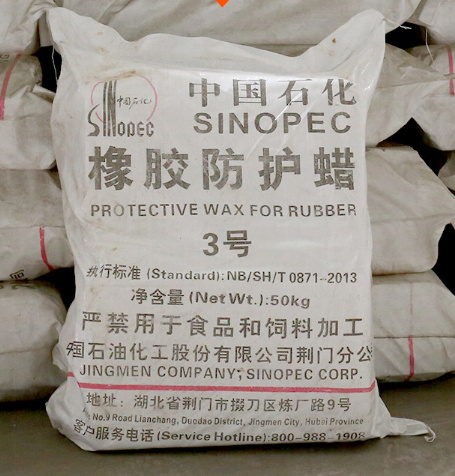 中国石化
SINOPEC
中国石化
SINOPEC
橡胶防护蜡
PROTECTIVE WAX FOR RUBBER
3号
执行标准 (Standard): NB/SH/T 0871-2013
净含量 (Net Wt.): 50kg
严禁用于食品和饲料加工
中国石油化工股份有限公司荆门分公
JINGMEN COMPANY, SINOPEC CORP.
地址: 湖北省荆门市掇刀区炼厂路9号
No.9 Road Lianchang, Duodao District, Jingmen City, Hubei Province
客户服务电话 (Service Hotline): 800-988-1908